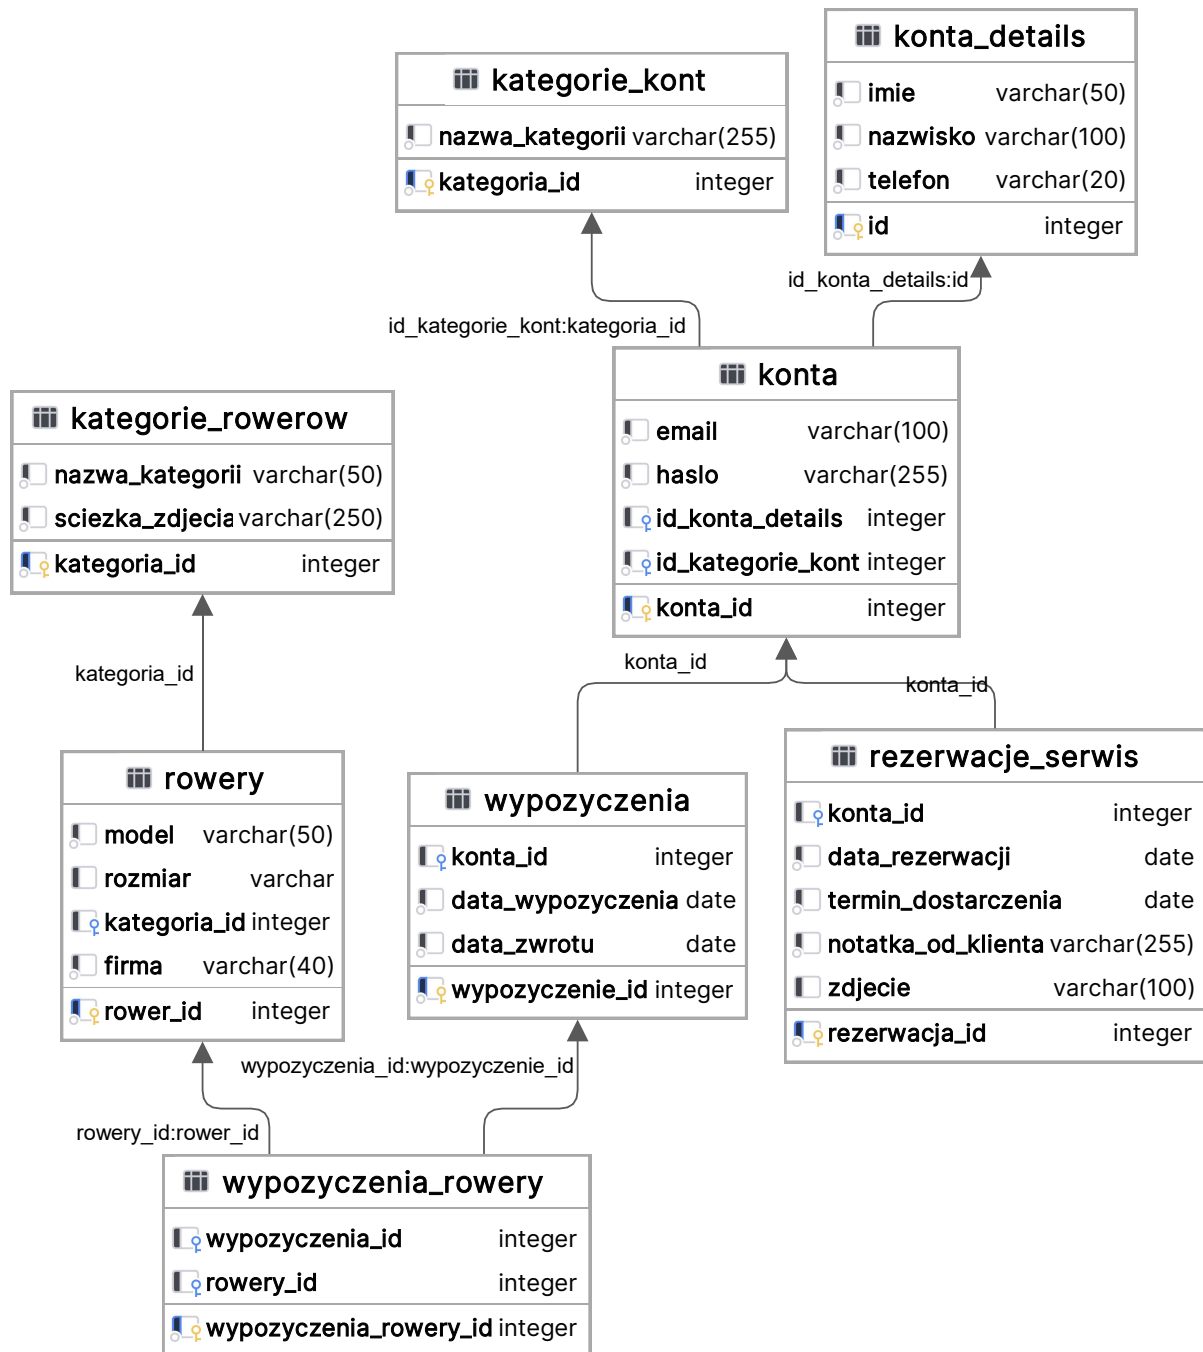 konta_details
imie varchar(50)
nazwisko varchar(100)
telefon varchar(20)
id integer
kategorie_kont
nazwa_kategorii varchar(255)
kategoria_id integer
id_konta_details:id
id_kategorie_kont:kategoria_id
konta
email varchar(100)
haslo varchar(255)
id_konta_details integer
id_kategorie_kont integer
konta_id integer
kategorie_rowerow
nazwa_kategorii varchar(50)
sciezka_zdjecia varchar(250)
kategoria_id integer
kategoria_id
konta_id
konta_id
rowery
model varchar(50)
rozmiar varchar
kategoria_id integer
firma varchar(40)
rower_id integer
wypozyczenia
konta_id integer
data_wypozyczenia date
data_zwrotu date
wypozyczenie_id integer
rezerwacje_serwis
konta_id integer
data_rezerwacji date
termin_dostarczenia date
notatka_od_klienta varchar(255)
zdjecie varchar(100)
rezerwacja_id integer
wypozyczenia_id:wypozyczenie_id
rowery_id:rower_id
wypozyczenia_rowery
wypozyczenia_id integer
rowery_id integer
wypozyczenia_rowery_id integer